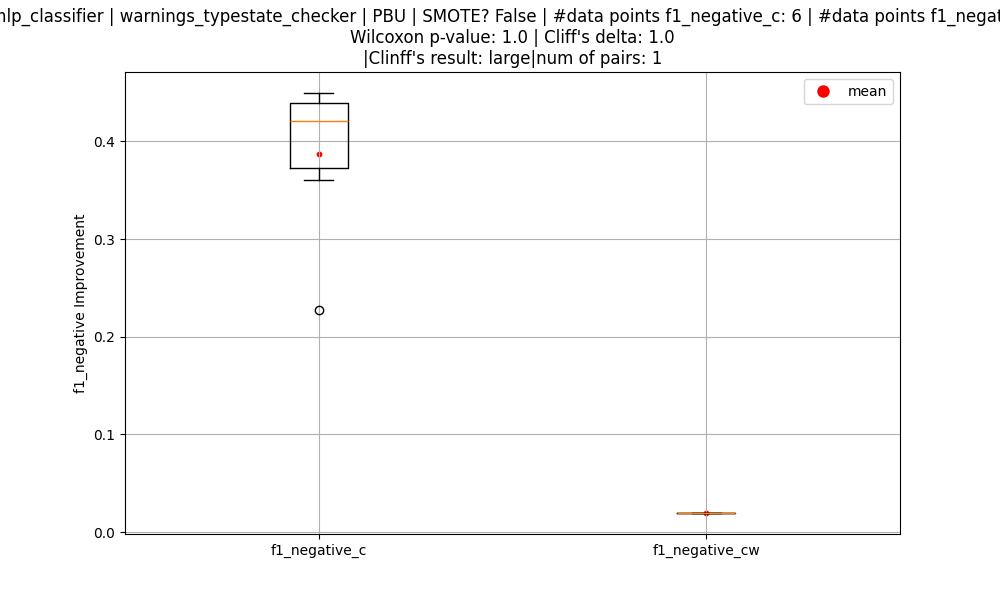 nlp_classifier | warnings_typestate_checker | PBU | SMOTE? False | #data points f1_negative_c: 6 | #data points f1_negat
Wilcoxon p-value: 1.0 | Cliff's delta: 1.0
|Clinff's result: large|num of pairs: 1
mean
0.4
0.3
0.2
0.1
0.0
f1_negative Improvement
f1_negative_c
f1_negative_cw